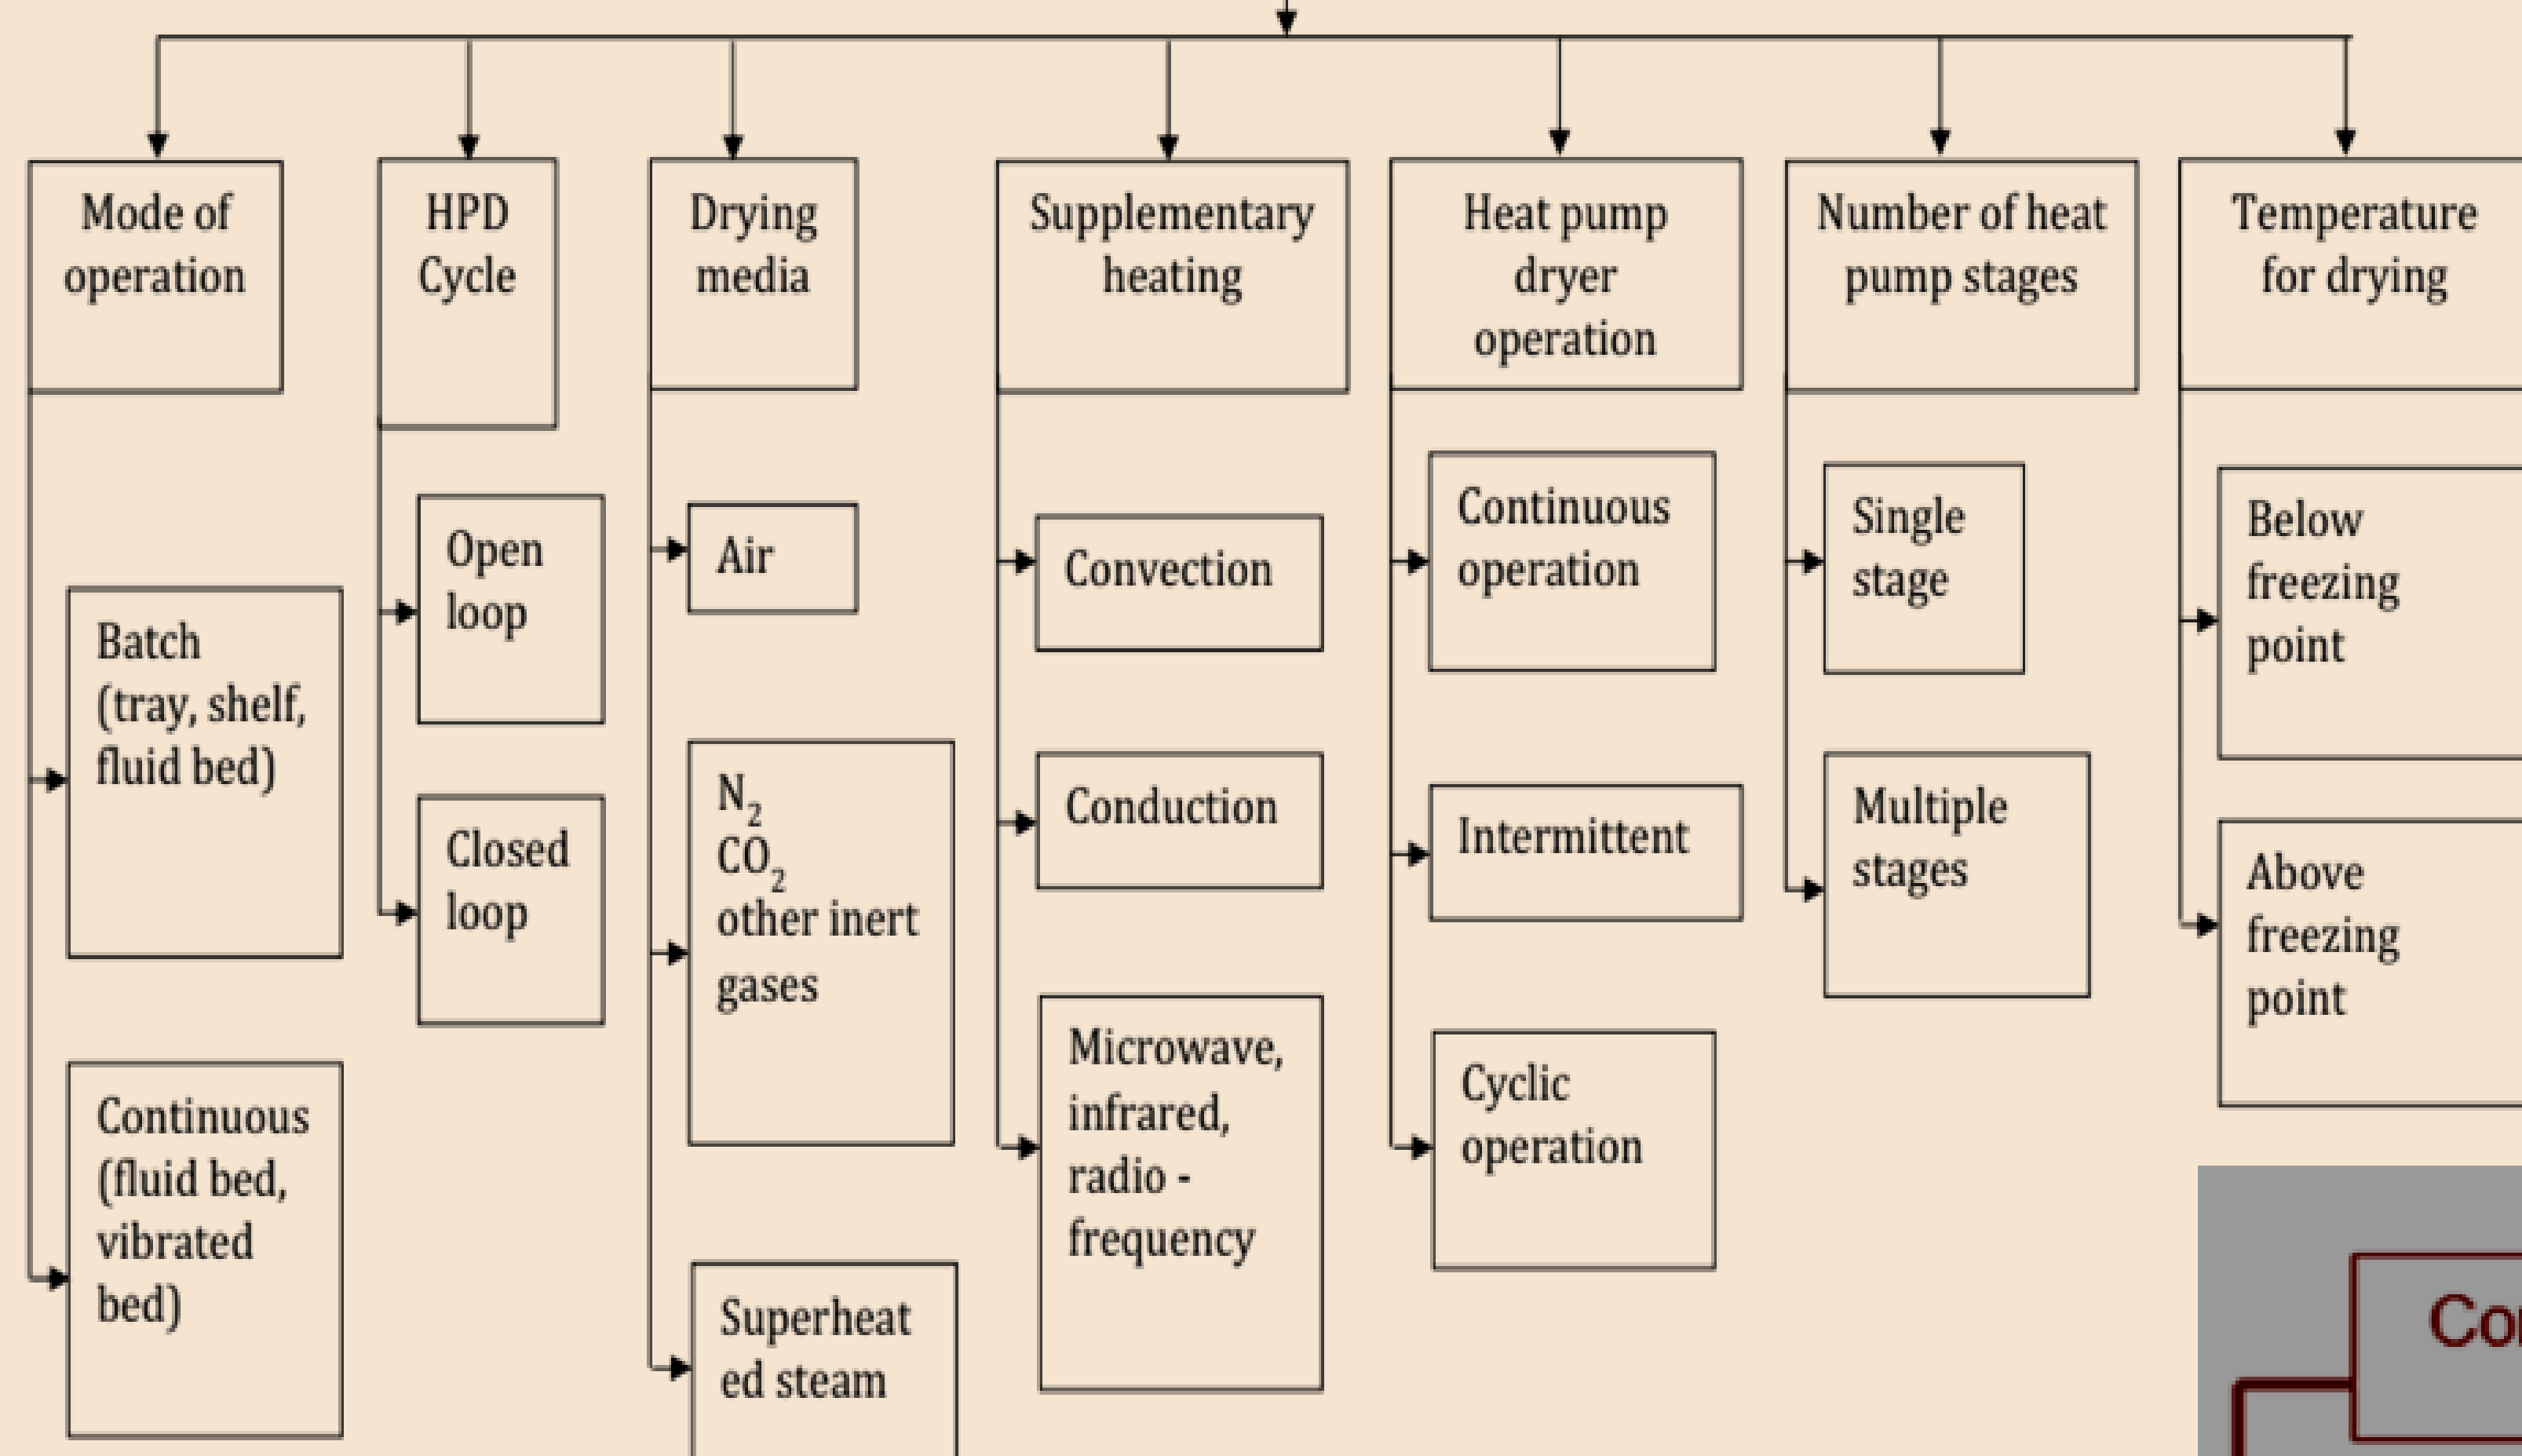 Mode of
operation
HPD
Cycle
Drying
media
Supplementary
heating
Heat pump
dryer
operation
Number of heat
pump stages
Temperature
for drying
Batch
(tray, shelf,
fluid bed)
Continuous
(fluid bed,
vibrated
bed)
Open
loop
Closed
loop
Air
N₂
CO₂
other inert
gases
Superheat
ed steam
Convection
Conduction
Microwave,
infrared,
radio -
frequency
Continuous
operation
Intermittent
Cyclic
operation
Single
stage
Multiple
stages
Below
freezing
point
Above
freezing
point